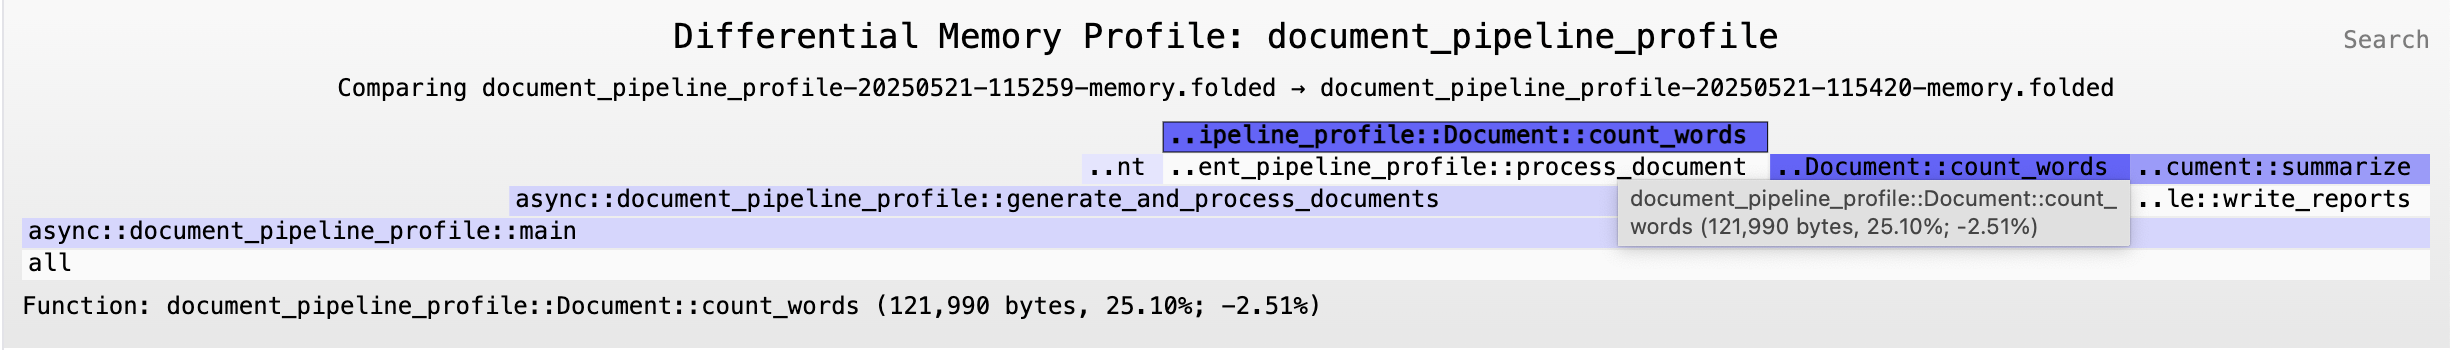 Differential Memory Profile: document_pipeline_profile
Search
Comparing document_pipeline_profile-20250521-115259-memory.folded → document_pipeline_profile-20250521-115420-memory.folded
..ipeline_profile::Document::count_words
..nt
..ent_pipeline_profile::process_document
..Document::count_words
..cument::summarize
async::document_pipeline_profile::generate_and_process_documents
document_pipeline_profile::Document::count_
words (121,990 bytes, 25.10%; -2.51%)
..le::write_reports
async::document_pipeline_profile::main
all
Function: document_pipeline_profile::Document::count_words (121,990 bytes, 25.10%; -2.51%)